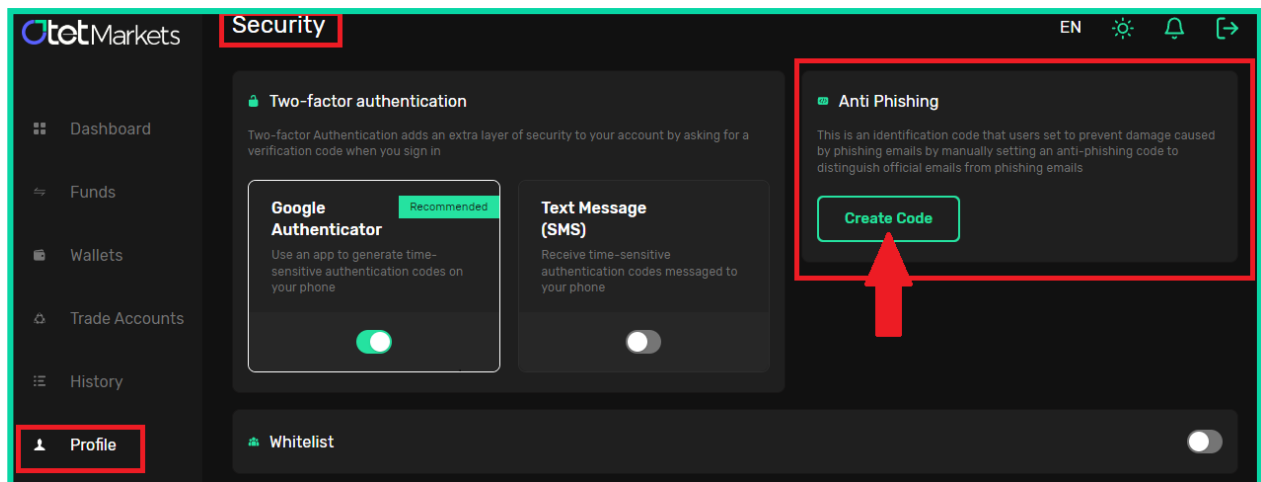 OtetMarkets
Security
EN
Dashboard
Funds
Wallets
Trade Accounts
History
Profile
Two-factor authentication
Two-factor Authentication adds an extra layer of security to your account by asking for a
verification code when you sign in
Google
Authenticator
Recommended
Use an app to generate time-
sensitive authentication codes on
your phone
Text Message
(SMS)
Receive time-sensitive
authentication codes messaged to
your phone
Anti Phishing
This is an identification code that users set to prevent damage caused
by phishing emails by manually setting an anti-phishing code to
distinguish official emails from phishing emails
Create Code
Whitelist